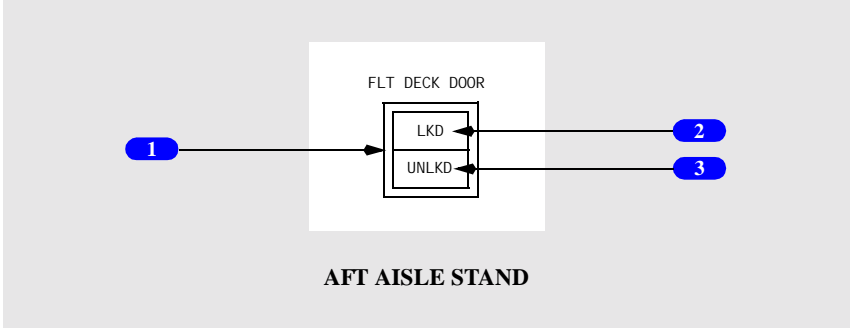 FLT DECK DOOR
LKD
2
1
UNLKD
3
AFT AISLE STAND